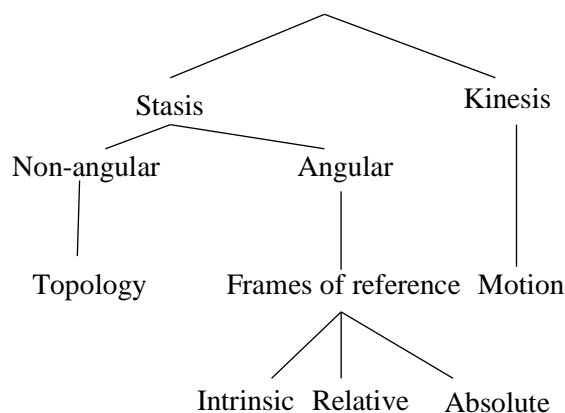 Stasis Kinesis
Non-angular Angular
Topology Frames of reference Motion
Intrinsic Relative Absolute